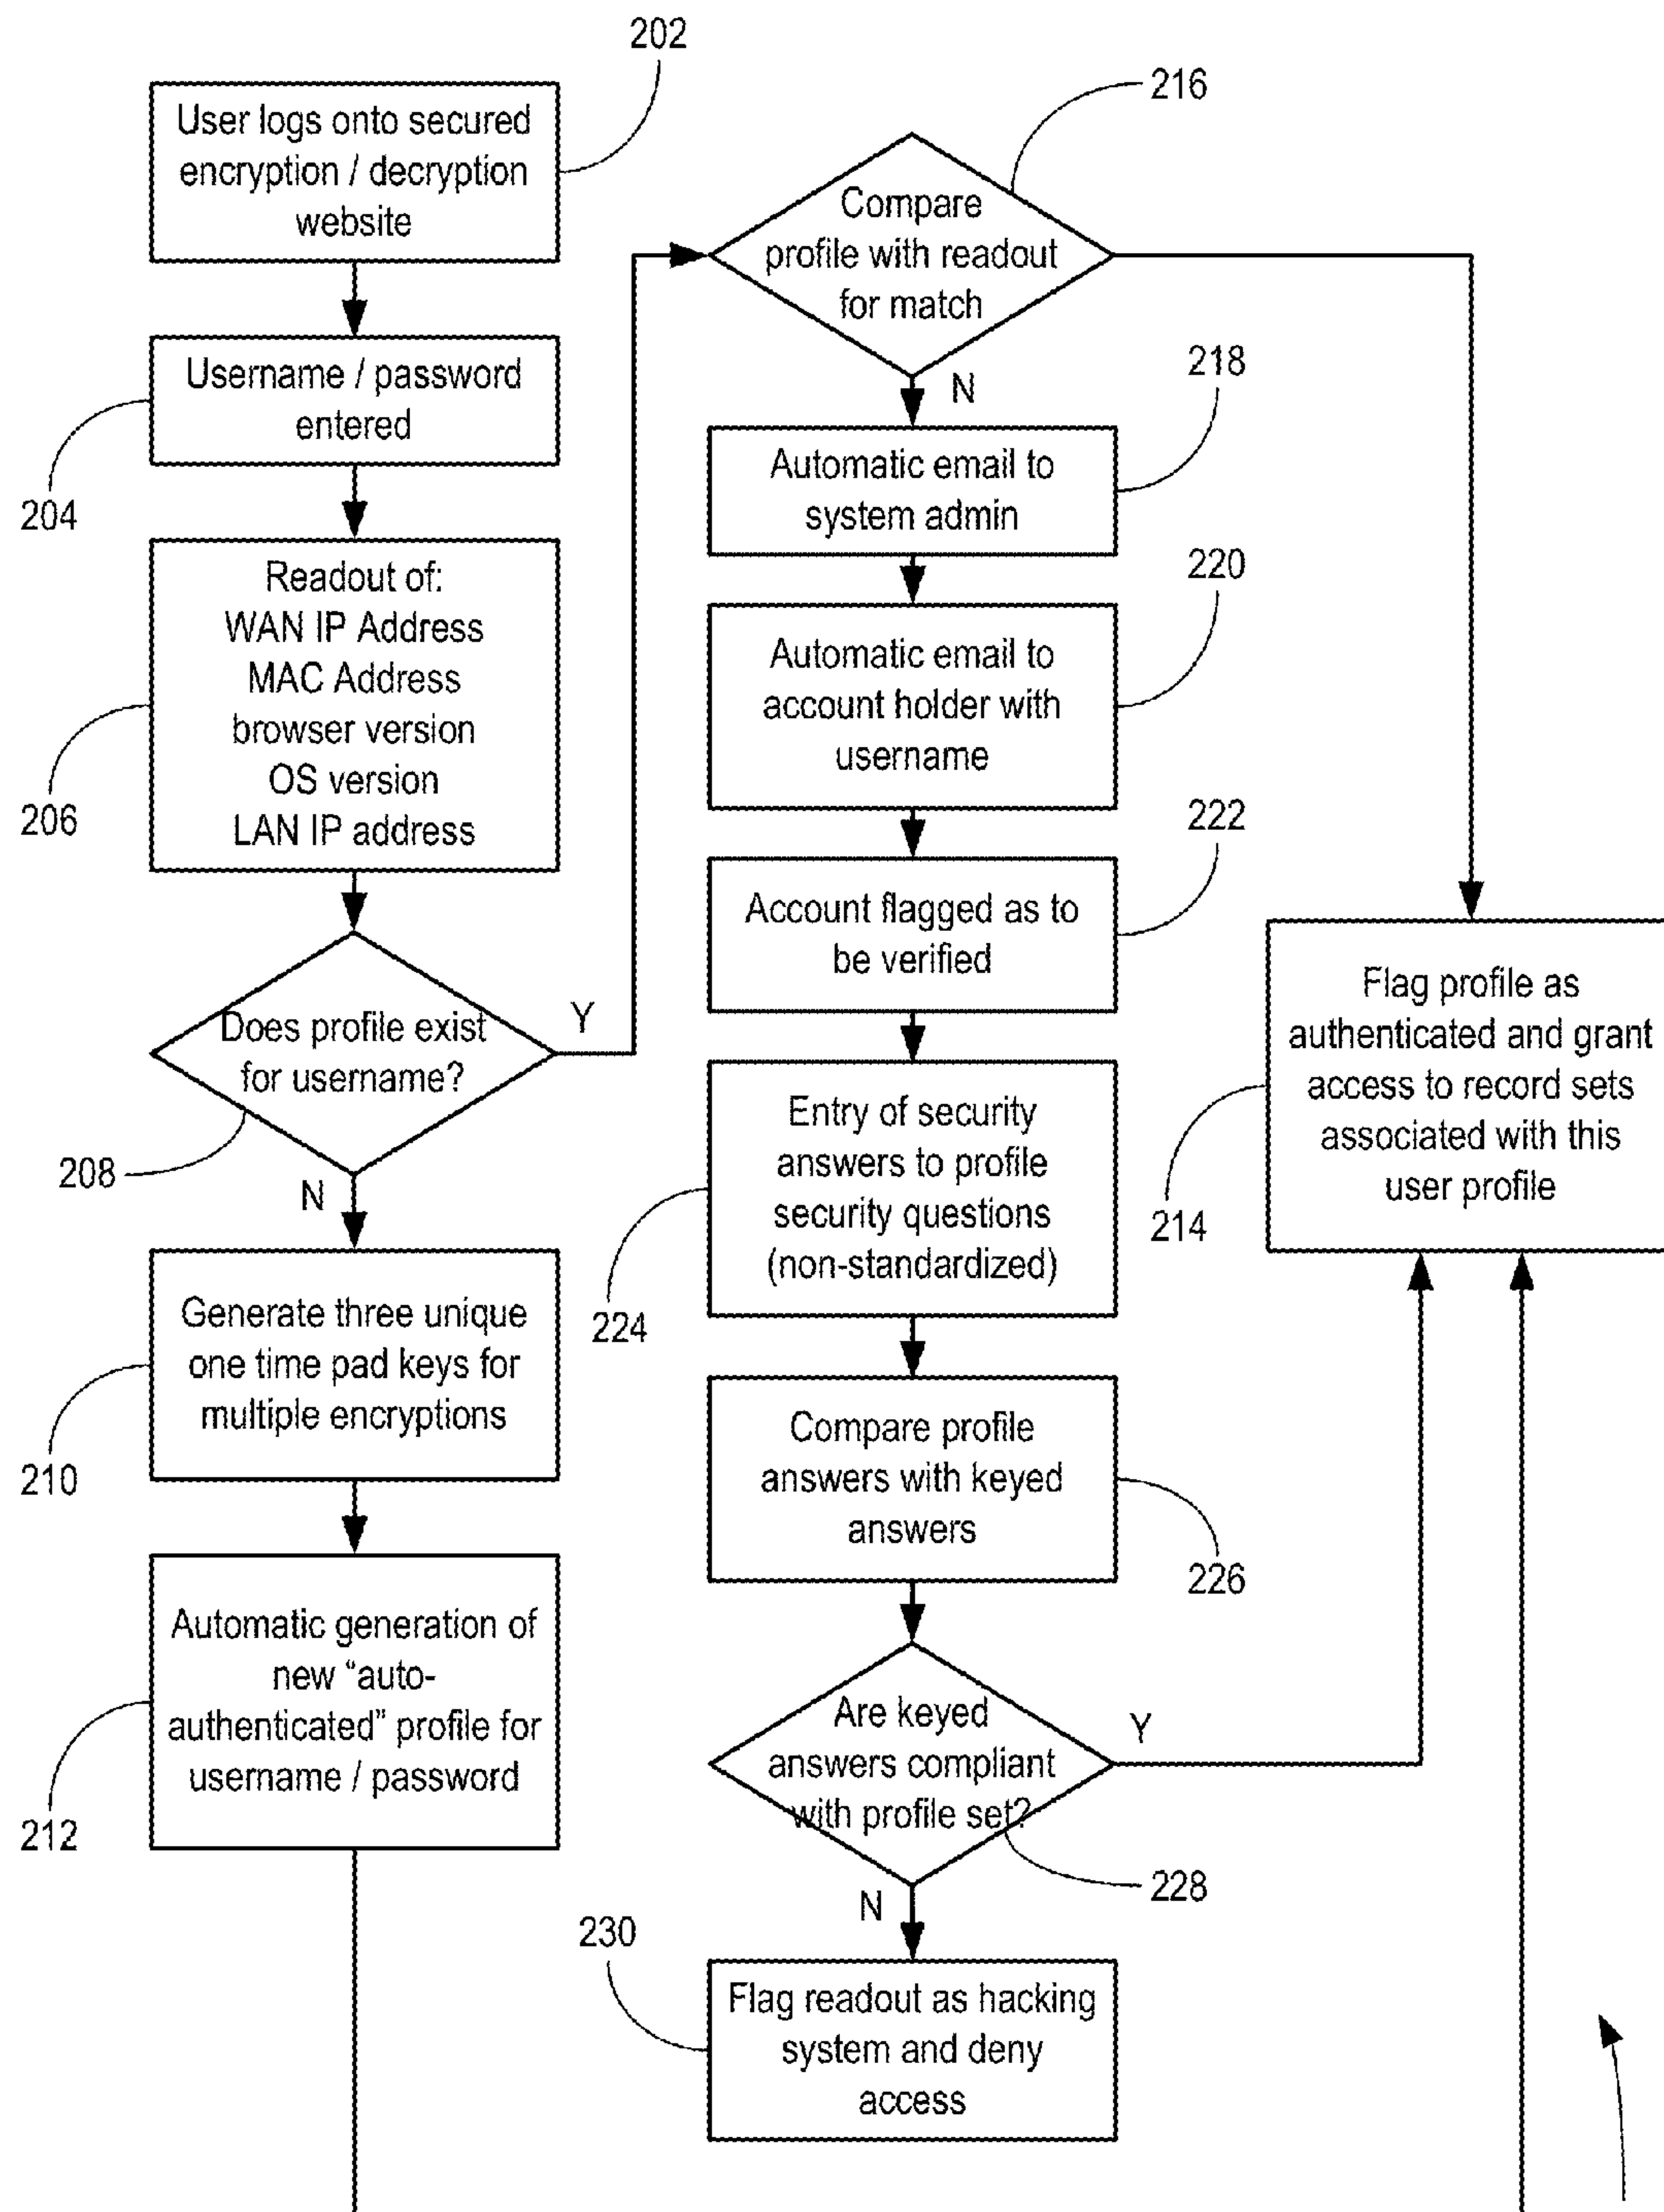 202
User logs onto secured
encryption / decryption
website
Username / password
entered
204
Readout of:
WAN IP Address
MAC Address
browser version
OS version
LAN IP address
206
Does profile exist
for username?
Y
208
N
Generate three unique
one time pad keys for
multiple encryptions
210
Automatic generation of
new “auto-
authenticated” profile for
username / password
212
216
Compare
profile with readout
for match
N
218
Automatic email to
system admin
220
Automatic email to
account holder with
username
222
Account flagged as to
be verified
Entry of security
answers to profile
security questions
(non-standardized)
224
Compare profile
answers with keyed
answers
226
Are keyed
answers compliant
with profile set?
Y
228
N
230
Flag readout as hacking
system and deny
access
Flag profile as
authenticated and grant
access to record sets
associated with this
user profile
214